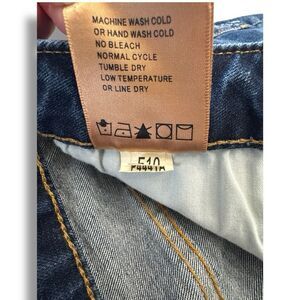 MACHINE WASH COLD
OR HAND WASH COLD
NO BLEACH
NORMAL CYCLE
TUMBLE DRY
LOW TEMPERATURE
OR LINE DRY
510